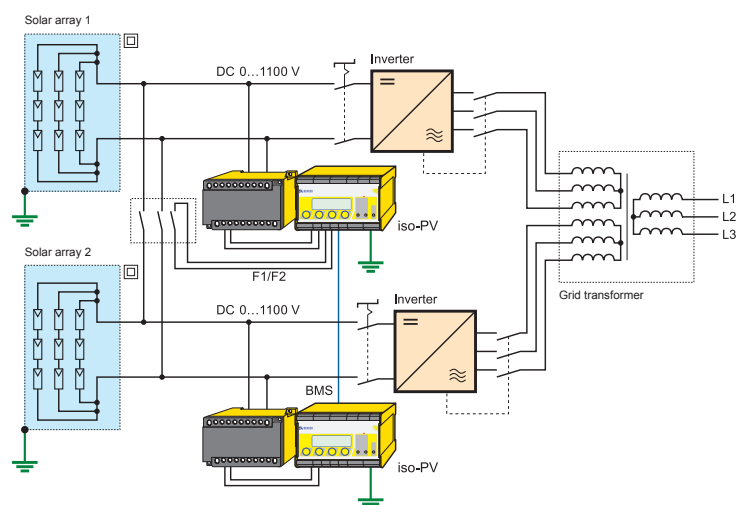 Solar array 1
DC 0...1100 V
Inverter
iso-PV
F1/F2
L1
L2
L3
Grid transformer
Solar array 2
DC 0...1100 V
Inverter
BMS
iso-PV